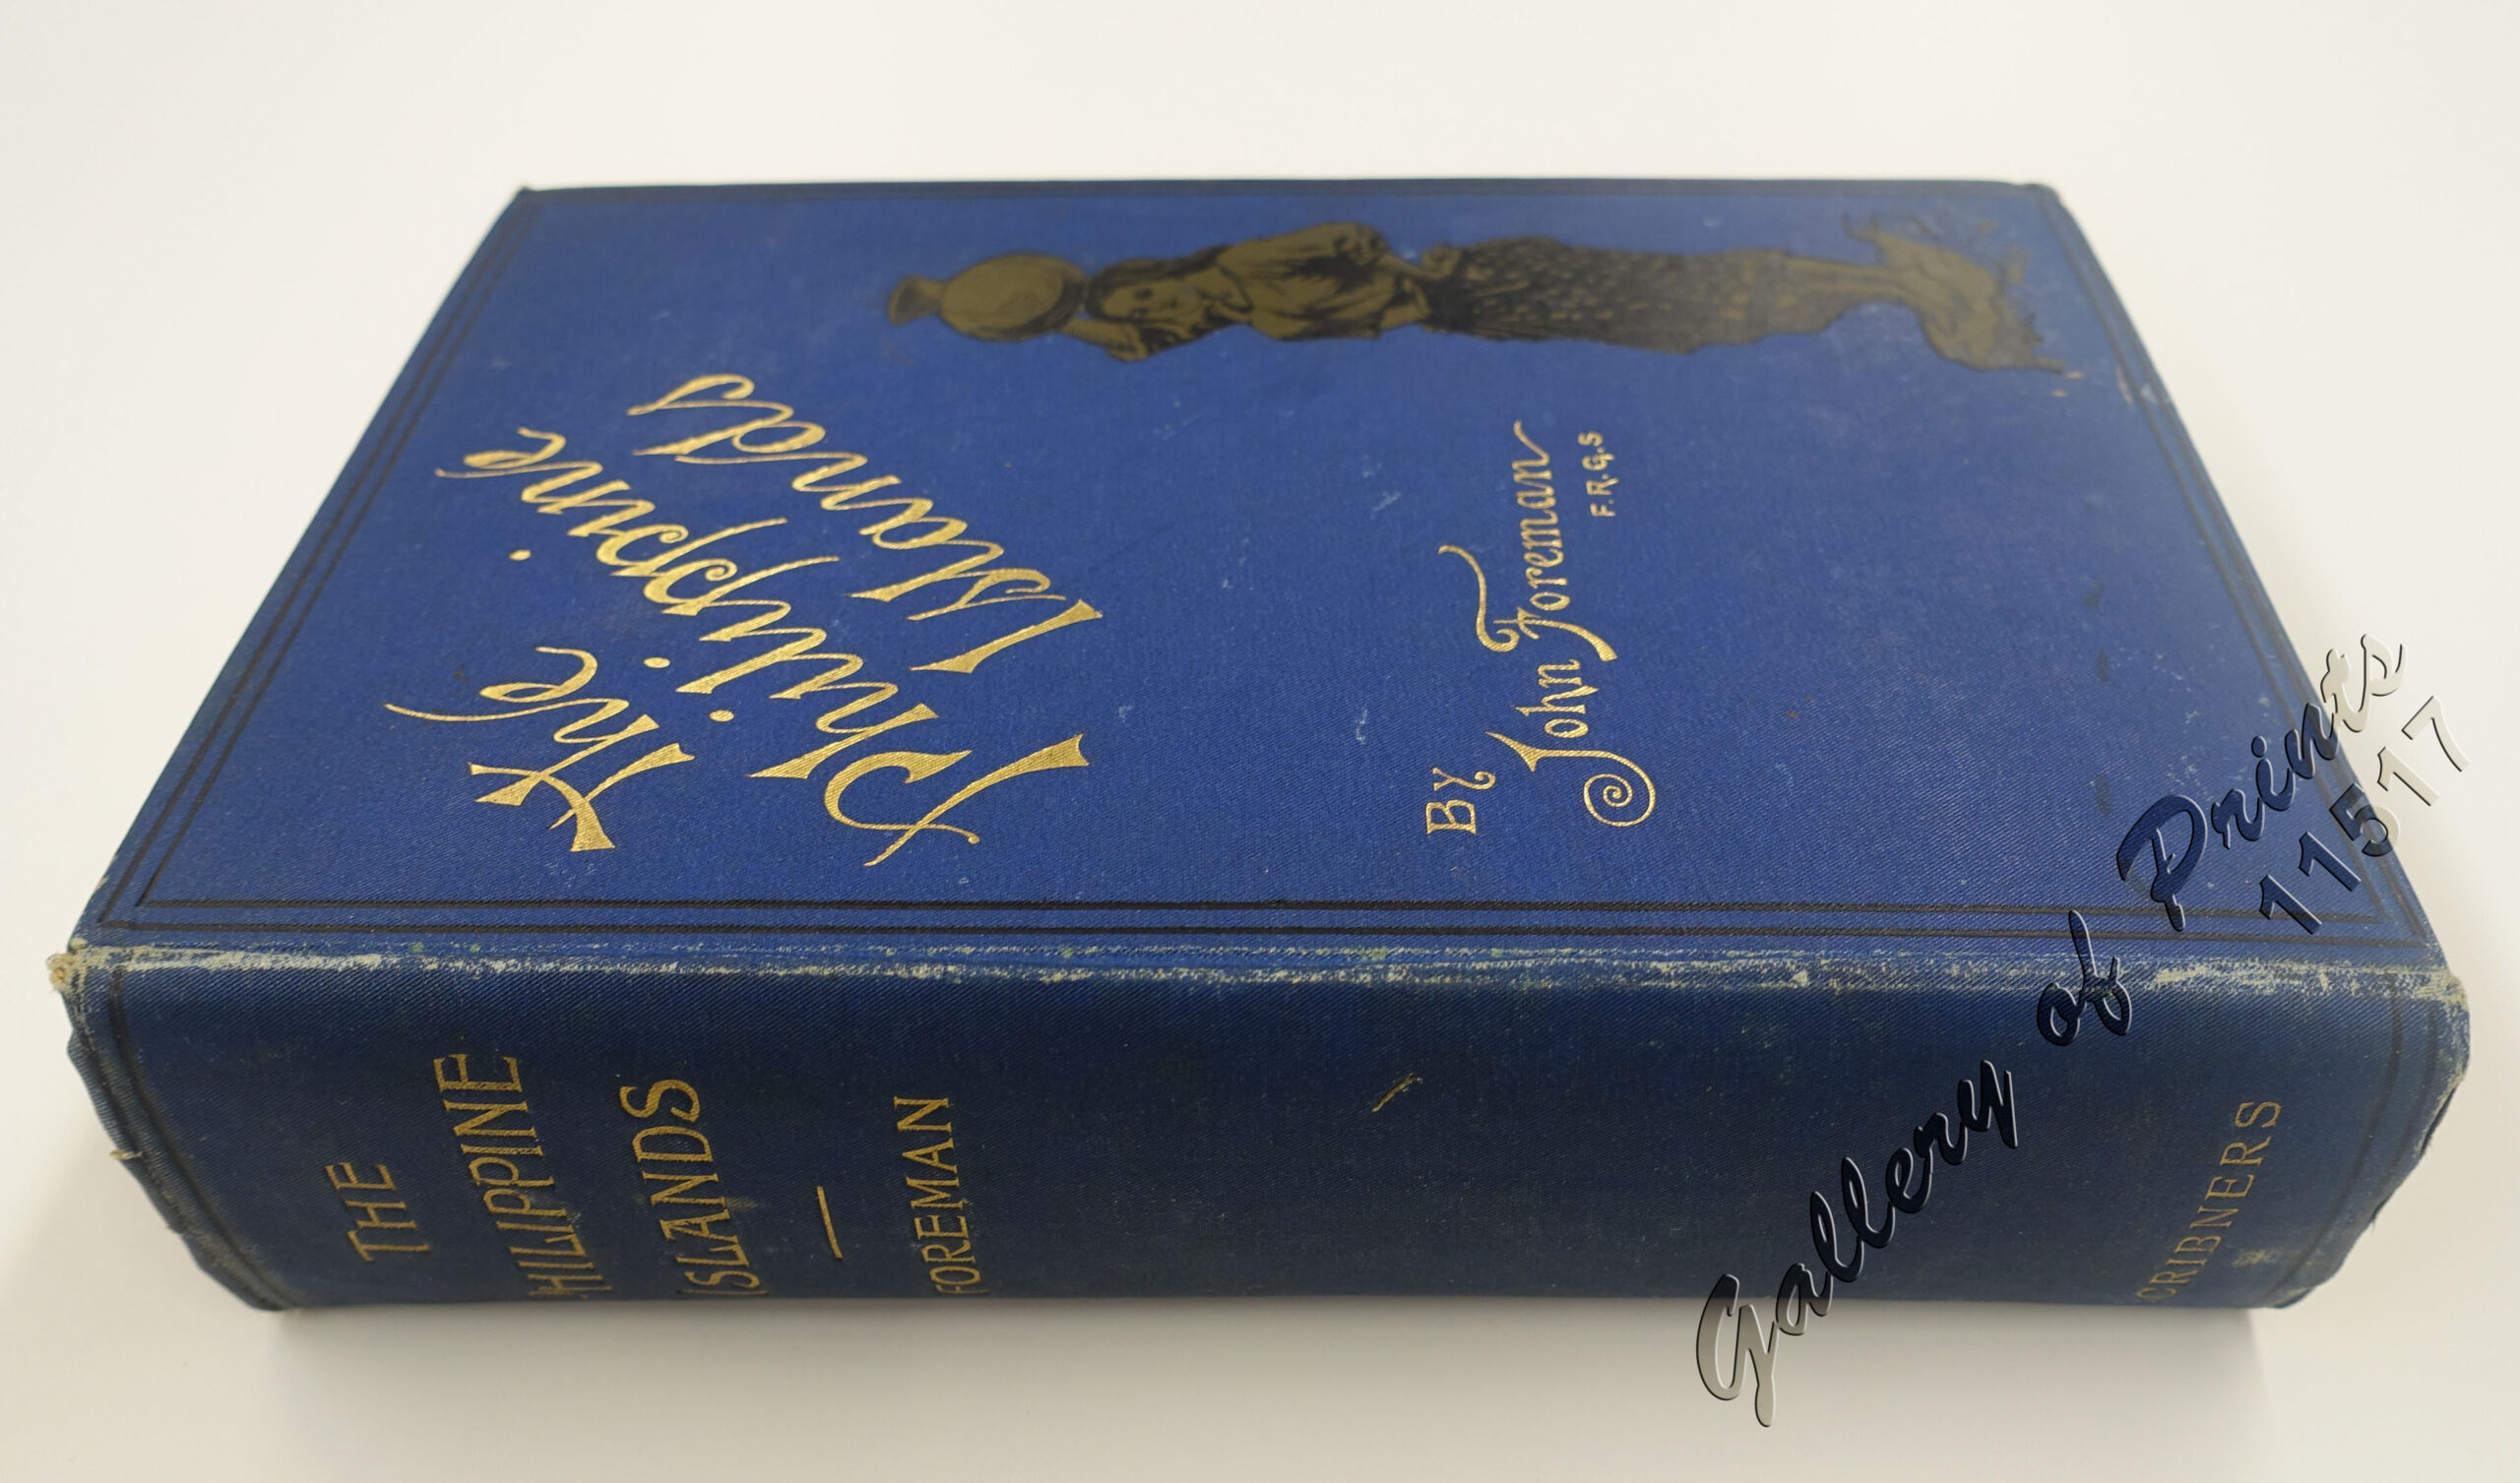 The
Philippine
Islands
By
John Foreman
F.R.G.S
THE
PHILIPPINE
ISLANDS
FOREMAN
SCRIBNERS
Gallery of Prints
11517